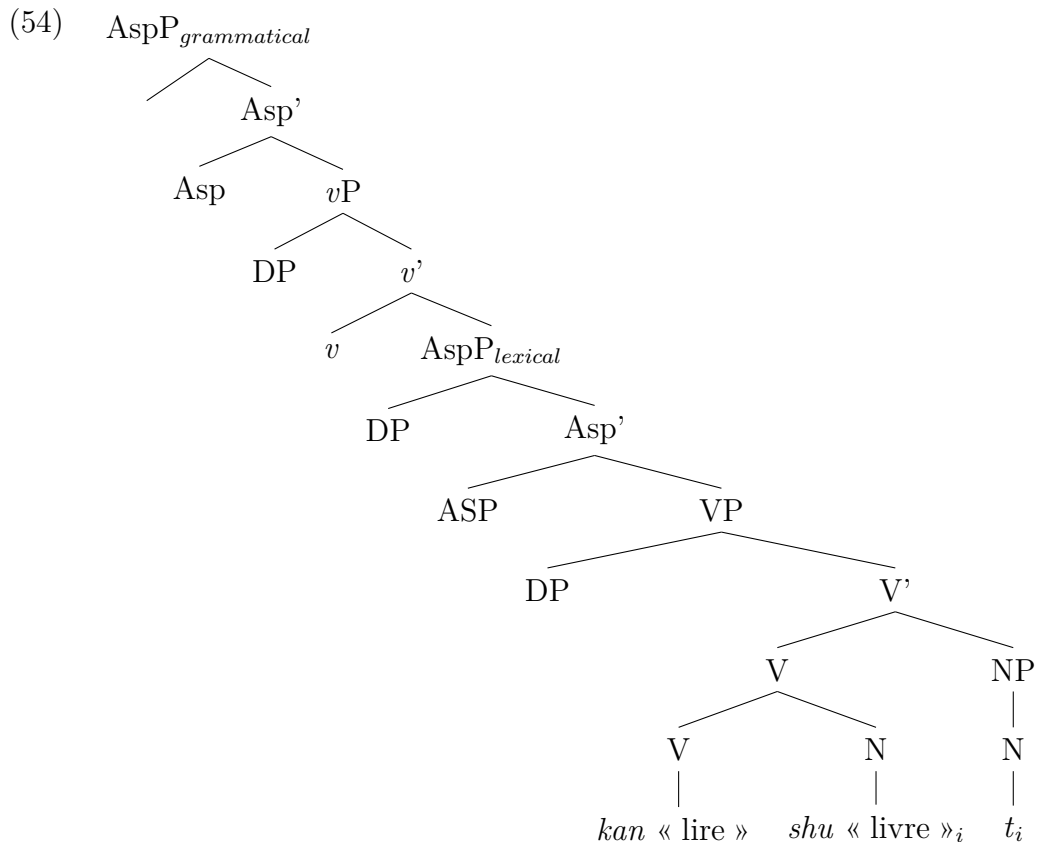 (54) AspP_grammatical
Asp’
Asp vP
DP v’
v AspP_lexical
DP Asp’
ASP VP
DP V’
V NP
V N N
kan « lire » shu « livre »_i t_i